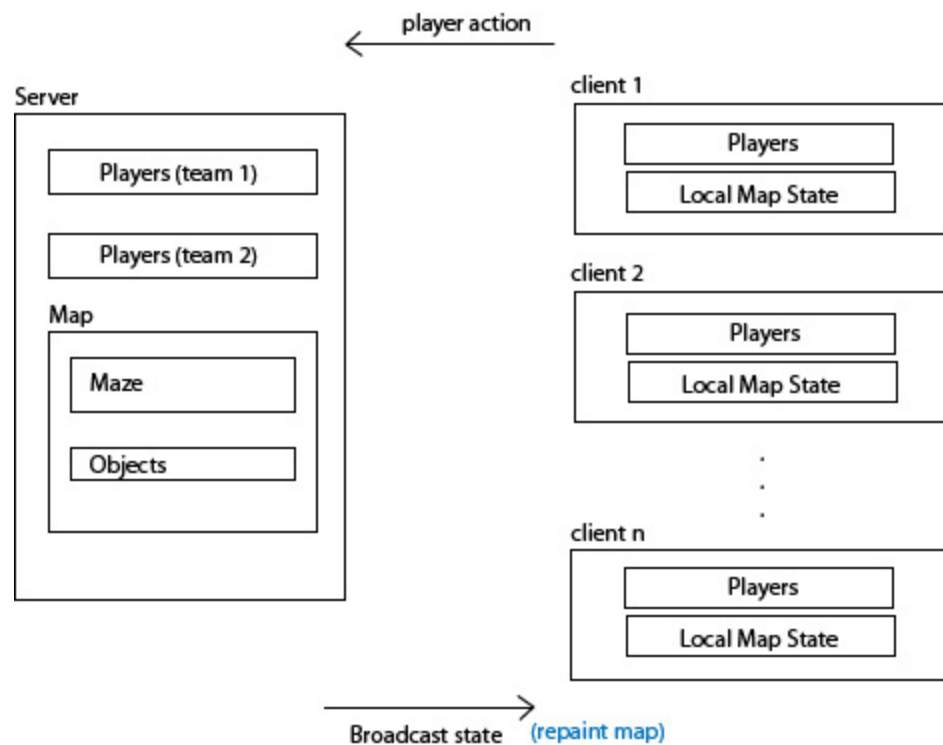 player action
Server
Players (team 1)
Players (team 2)
Map
Maze
Objects
client 1
Players
Local Map State
client 2
Players
Local Map State
.
.
.
client n
Players
Local Map State
Broadcast state (repaint map)